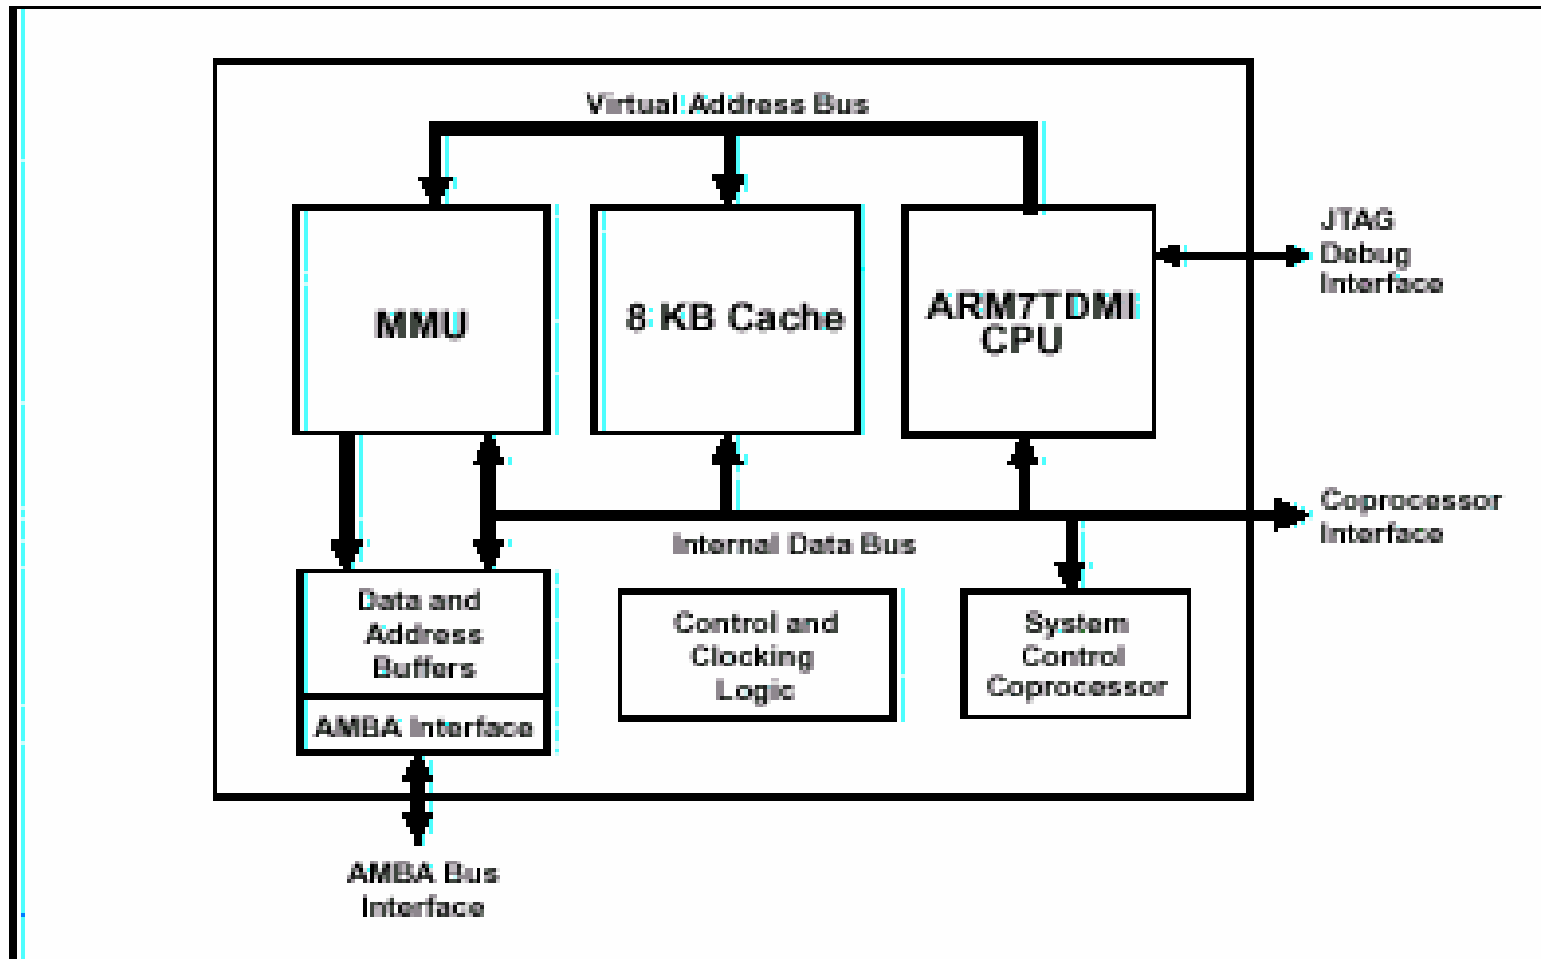 Virtual Address Bus
MMU
8 KB Cache
ARM7TDMI
CPU
JTAG
Debug
Interface
Coprocessor
Interface
Internal Data Bus
Data and
Address
Buffers
AMBA Interface
Control and
Clocking
Logic
System
Control
Coprocessor
AMBA Bus
Interface